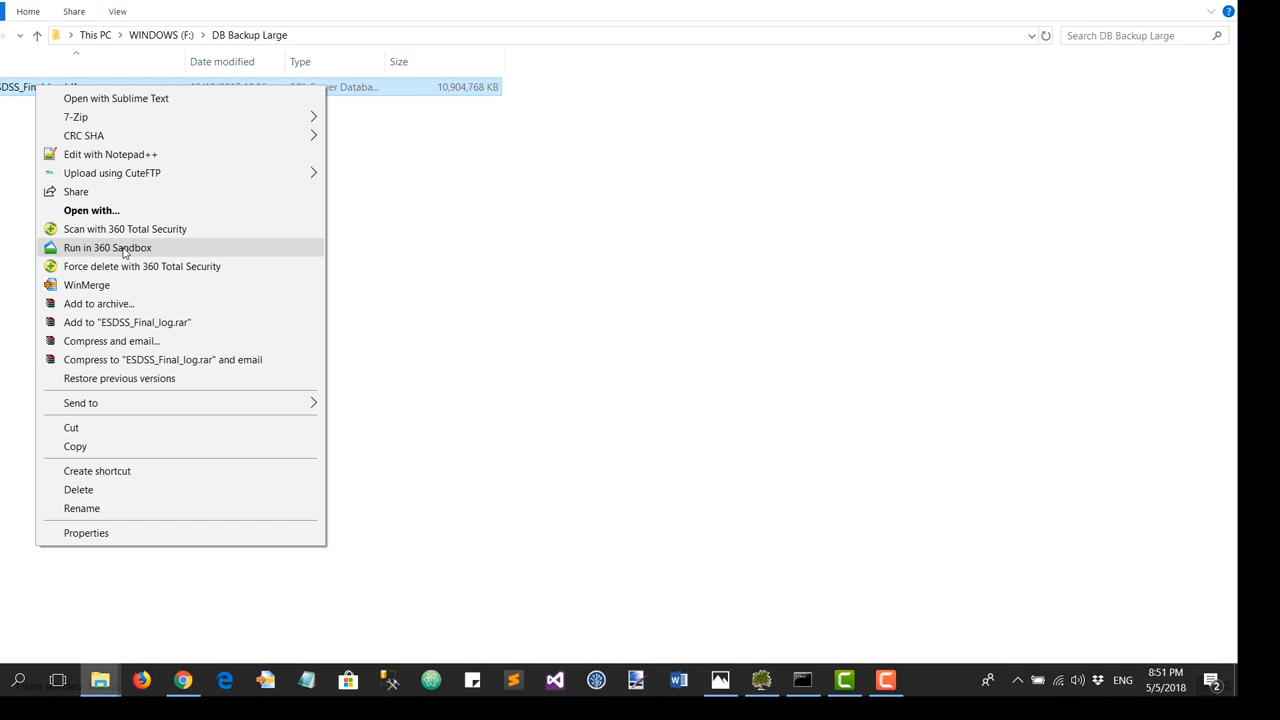 Home Share View
This PC WINDOWS (F:) DB Backup Large Search DB Backup Large
Date modified Type Size
10,904,768 KB
Open with Sublime Text
7-Zip
CRC SHA
Edit with Notepad++
Upload using CuteFTP
Share
Open with...
Scan with 360 Total Security
Run in 360 Sandbox
Force delete with 360 Total Security
WinMerge
Add to archive...
Add to "ESDSS_Final_log.rar"
Compress and email...
Compress to "ESDSS_Final_log.rar" and email
Restore previous versions
Send to
Cut
Copy
Create shortcut
Delete
Rename
Properties
ENG
8:51 PM
5/5/2018
2